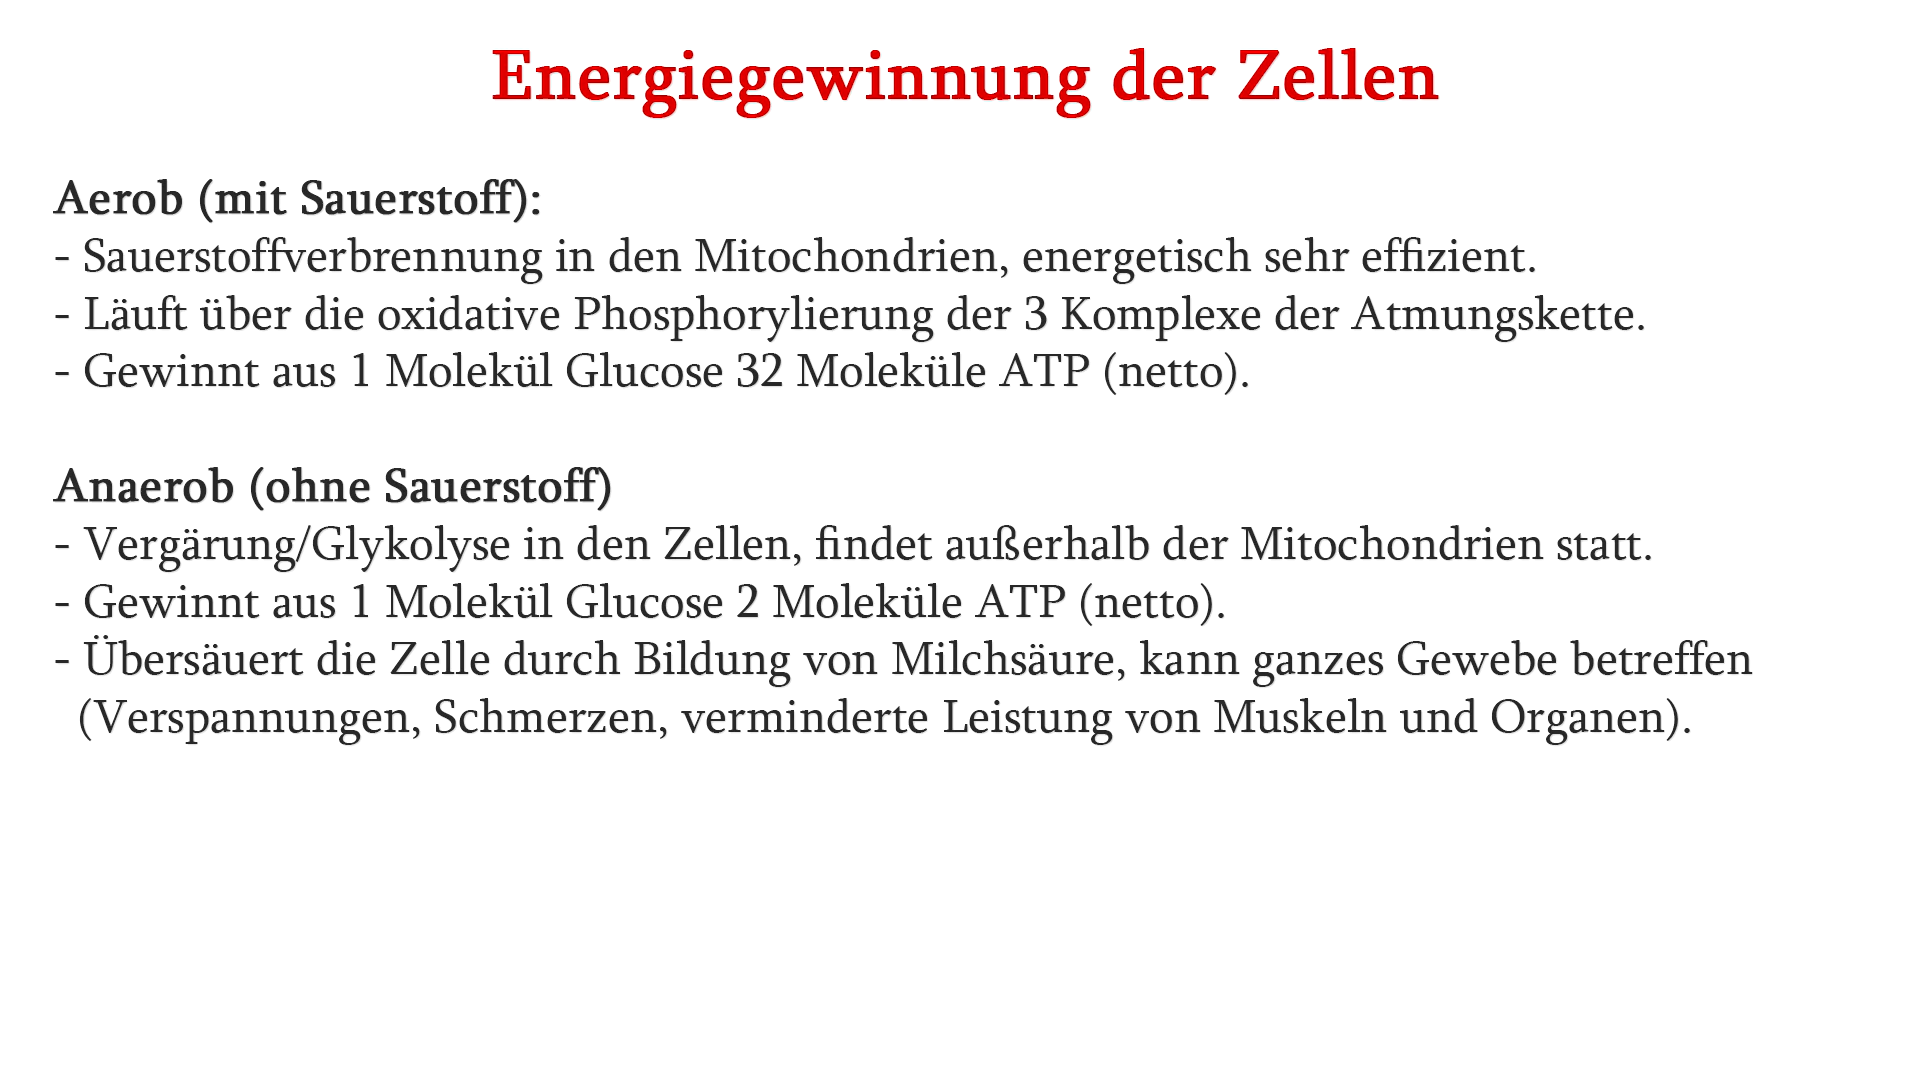 Energiegewinnung der Zellen
Aerob (mit Sauerstoff):
- Sauerstoffverbrennung in den Mitochondrien, energetisch sehr effizient.
- Läuft über die oxidative Phosphorylierung der 3 Komplexe der Atmungskette.
- Gewinnt aus 1 Molekül Glucose 32 Moleküle ATP (netto).
Anaerob (ohne Sauerstoff)
- Vergärung/Glykolyse in den Zellen, findet außerhalb der Mitochondrien statt.
- Gewinnt aus 1 Molekül Glucose 2 Moleküle ATP (netto).
- Übersäuert die Zelle durch Bildung von Milchsäure, kann ganzes Gewebe betreffen
(Verspannungen, Schmerzen, verminderte Leistung von Muskeln und Organen).